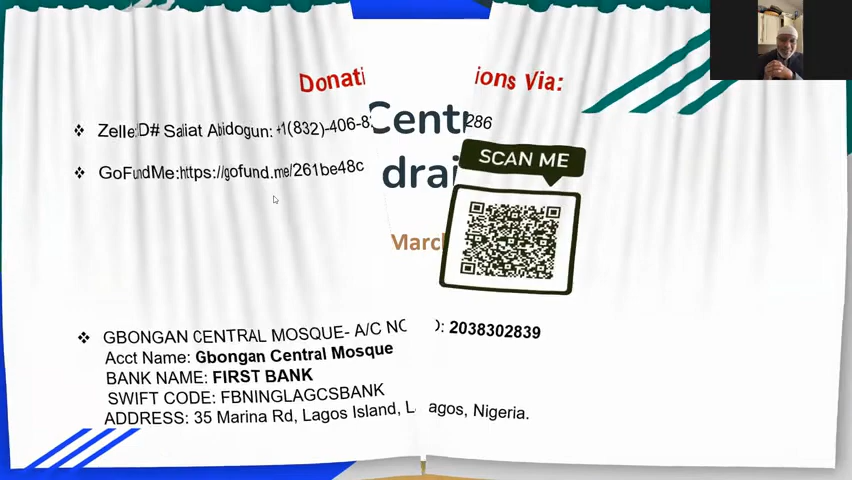 Donati ions Via:
Zelle:ID# Saliat Abidogun: +1(832)-406-8 286
Centr
GoFundMe:https://gofund.me/261be48c
drai
SCAN ME
March
GBONGAN CENTRAL MOSQUE- A/C NO O: 2038302839
Acct Name: Gbongan Central Mosque
BANK NAME: FIRST BANK
SWIFT CODE: FBNINGLAGCSBANK
ADDRESS: 35 Marina Rd, Lagos Island, L agos, Nigeria.